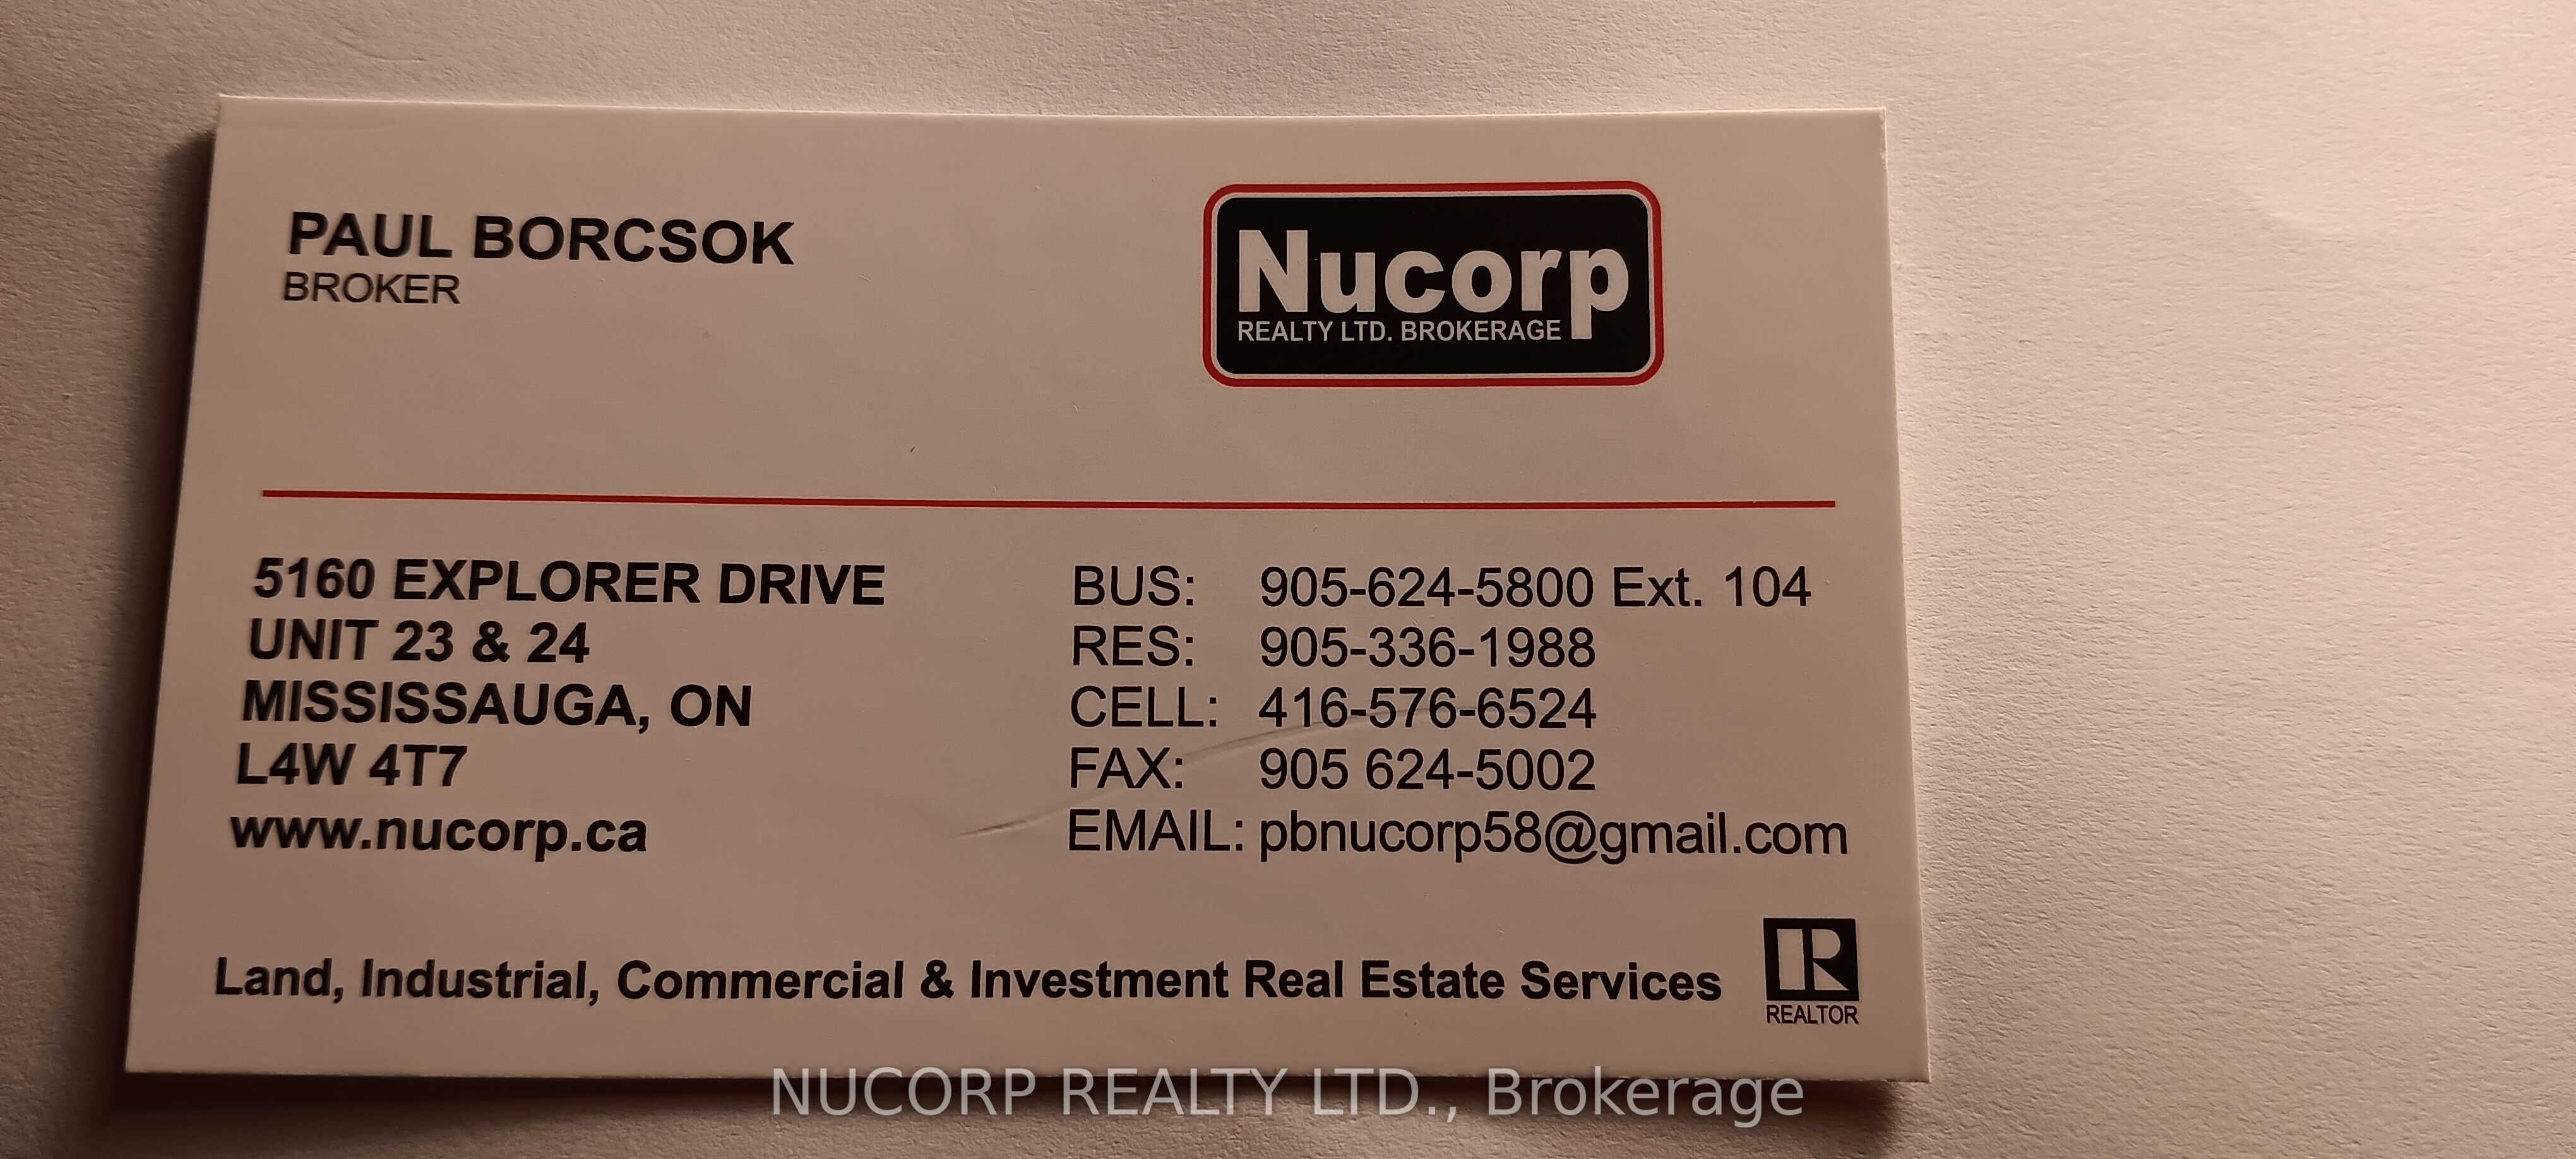 PAUL BORCSOK
BROKER
Nucorp
REALTY LTD. BROKERAGE
5160 EXPLORER DRIVE
UNIT 23 & 24
MISSISSAUGA, ON
L4W 4T7
www.nucorp.ca
BUS: 905-624-5800 Ext. 104
RES: 905-336-1988
CELL: 416-576-6524
FAX: 905 624-5002
EMAIL: pbnucorp58@gmail.com
Land, Industrial, Commercial & Investment Real Estate Services
R
REALTOR
NUCORP REALTY LTD., Brokerage